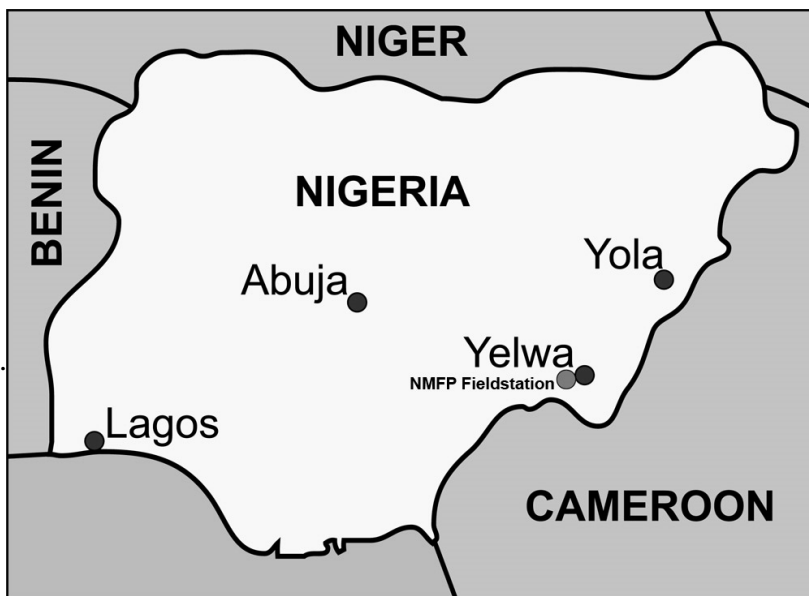 NIGER
BENIN
NIGERIA
Yola
Abuja
Yelwa
NMFP Fieldstation
Lagos
CAMEROON